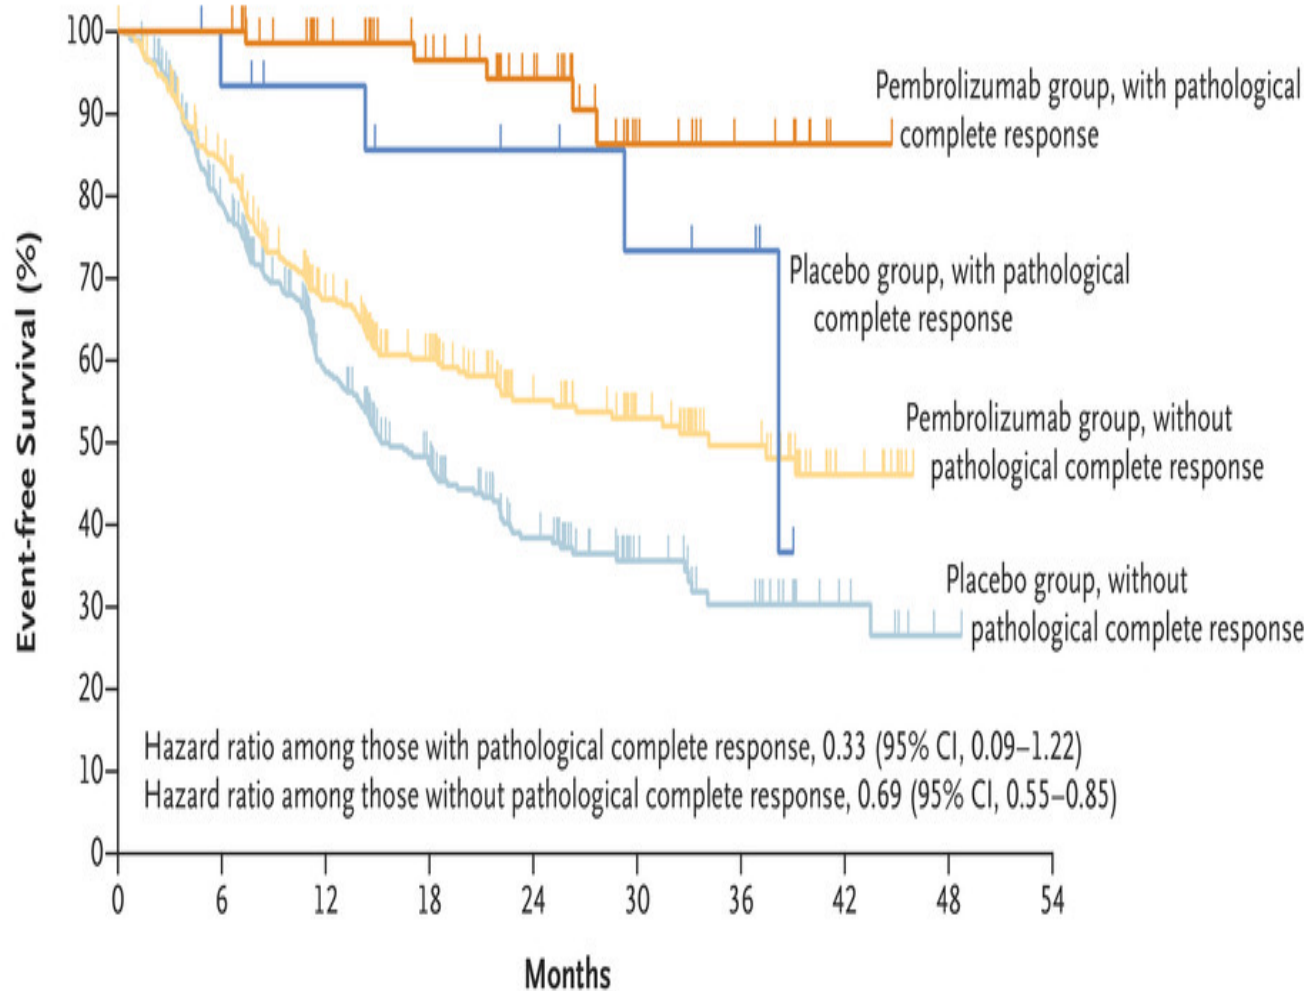 100
90
80
70
60
50
40
30
20
10
0
Event-free Survival (%)
Pembrolizumab group, with pathological
complete response
Placebo group, with pathological
complete response
Pembrolizumab group, without
pathological complete response
Placebo group, without
pathological complete response
Hazard ratio among those with pathological complete response, 0.33 (95% CI, 0.09–1.22)
Hazard ratio among those without pathological complete response, 0.69 (95% CI, 0.55–0.85)
0 6 12 18 24 30 36 42 48 54
Months